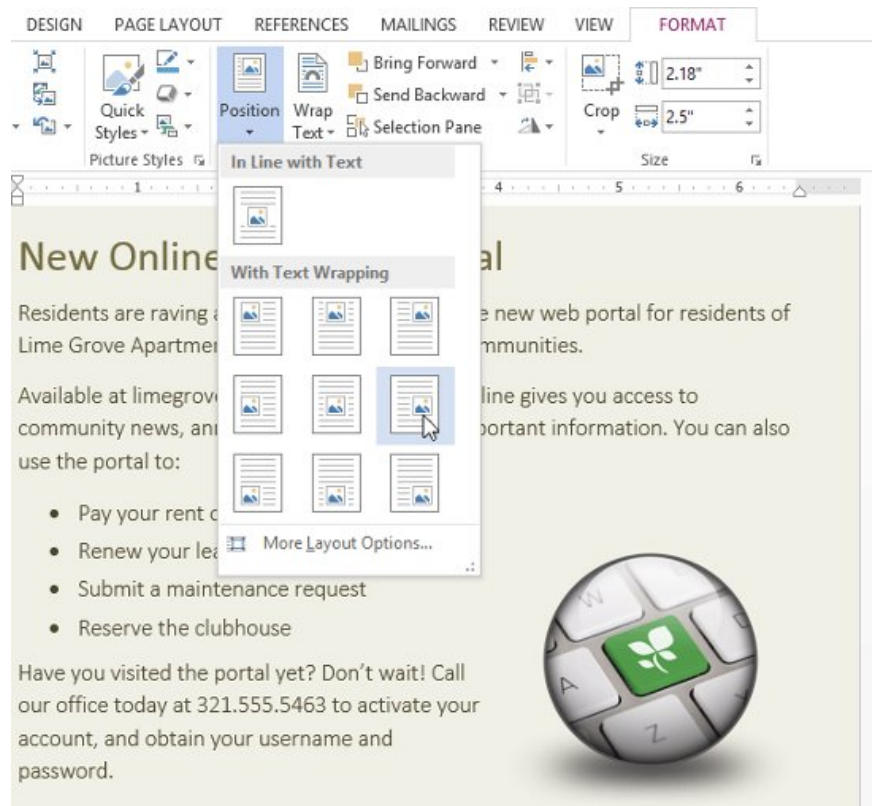 DESIGN PAGE LAYOUT REFERENCES MAILINGS REVIEW VIEW FORMAT
Bring Forward 2.18"
Quick Position Wrap Send Backward Crop
Styles Text Selection Pane 2.5"
Picture Styles Size
In Line with Text
1 4 5 6
New Online al
With Text Wrapping
Residents are raving a e new web portal for residents of
Lime Grove Apartme mmunities.
Available at limegrov line gives you access to
community news, an portant information. You can also
use the portal to:
• Pay your rent
• Renew your lea
More Layout Options...
• Submit a maintenance request
• Reserve the clubhouse
Have you visited the portal yet? Don't wait! Call
our office today at 321.555.5463 to activate your
account, and obtain your username and
password.
W
A
Z